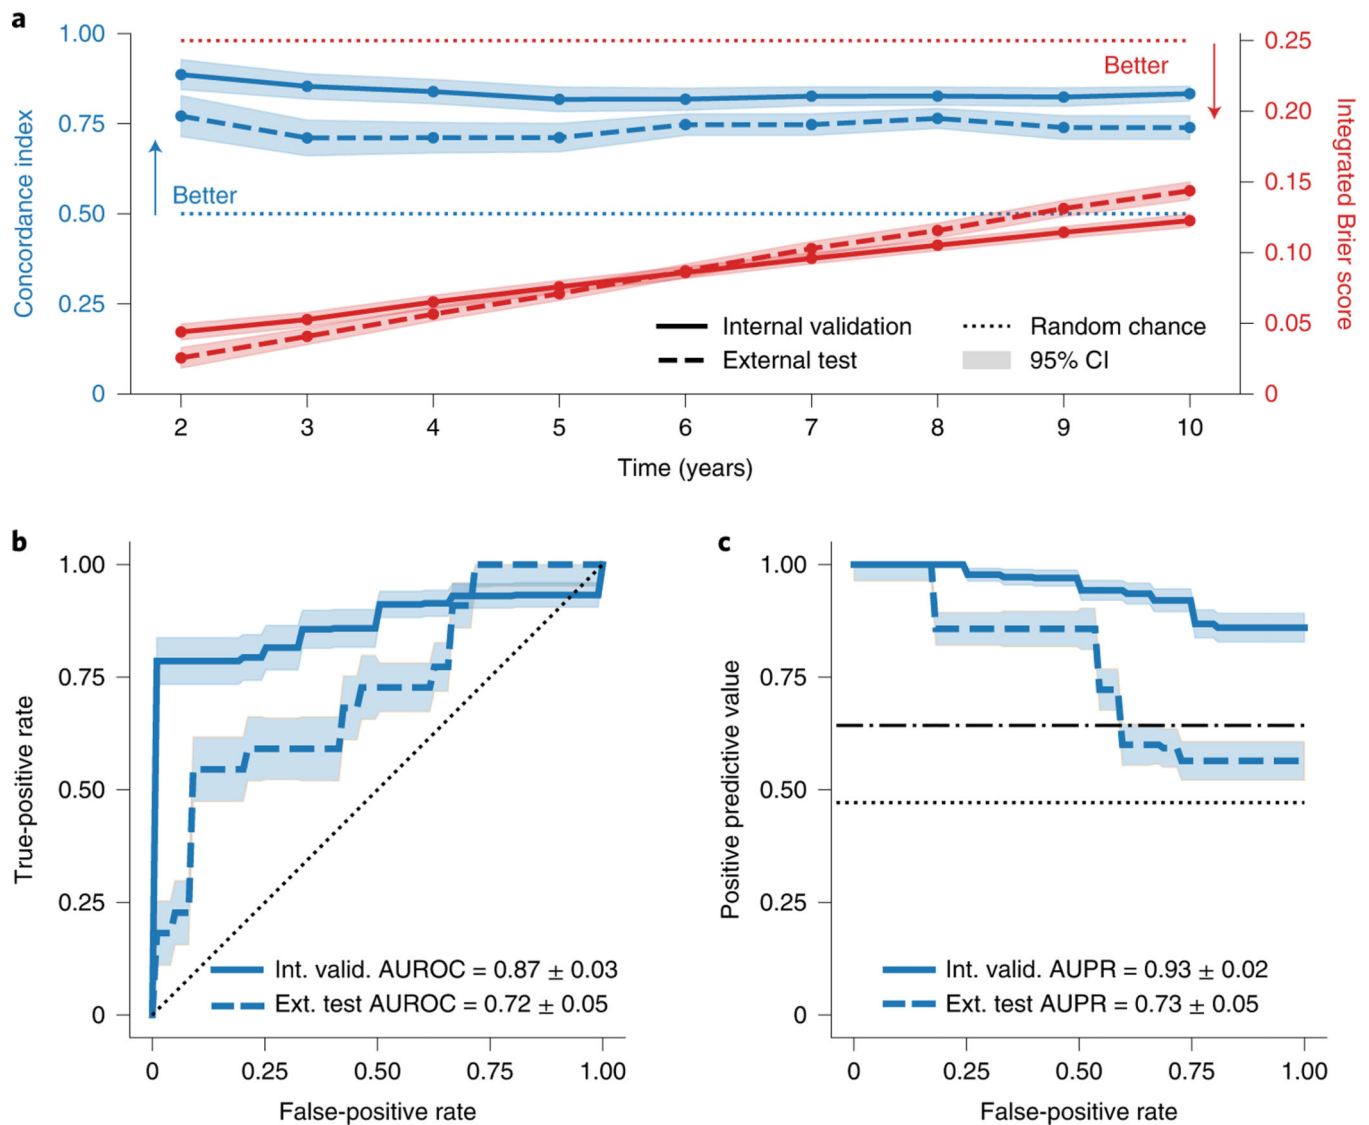 a
1.00
0.75
0.50
0.25
0
Concordance index
Better
Better
0.25
0.20
0.15
0.10
0.05
0
Integrated Brier score
Internal validation
External test
Random chance
95% CI
2 3 4 5 6 7 8 9 10
Time (years)
b
1.00
0.75
0.50
0.25
0
True-positive rate
Int. valid. AUROC = 0.87 ± 0.03
Ext. test AUROC = 0.72 ± 0.05
0 0.25 0.50 0.75 1.00
False-positive rate
c
1.00
0.75
0.50
0.25
0
Positive predictive value
Int. valid. AUPR = 0.93 ± 0.02
Ext. test AUPR = 0.73 ± 0.05
0 0.25 0.50 0.75 1.00
False-positive rate